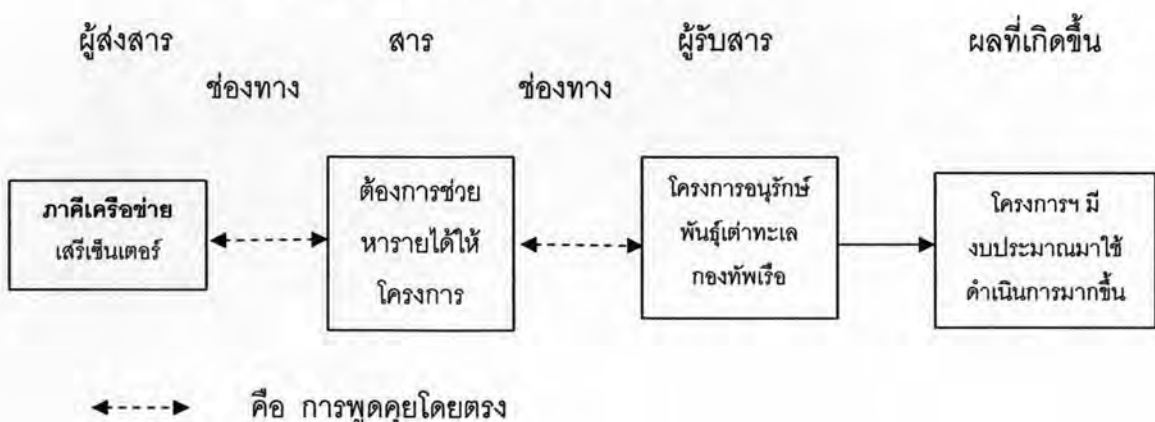 ผู้ส่งสาร สาร ผู้รับสาร ผลที่เกิดขึ้น
ช่องทาง ช่องทาง
ภาคีเครือข่าย
เสรีเซ็นเตอร์
ต้องการช่วย
หารายได้ให้
โครงการ
โครงการอนุรักษ์
พันธุ์เต่าทะเล
กองทัพเรือ
โครงการฯ มี
งบประมาณมาใช้
ดำเนินการมากขึ้น
คือ การพูดคุยโดยตรง